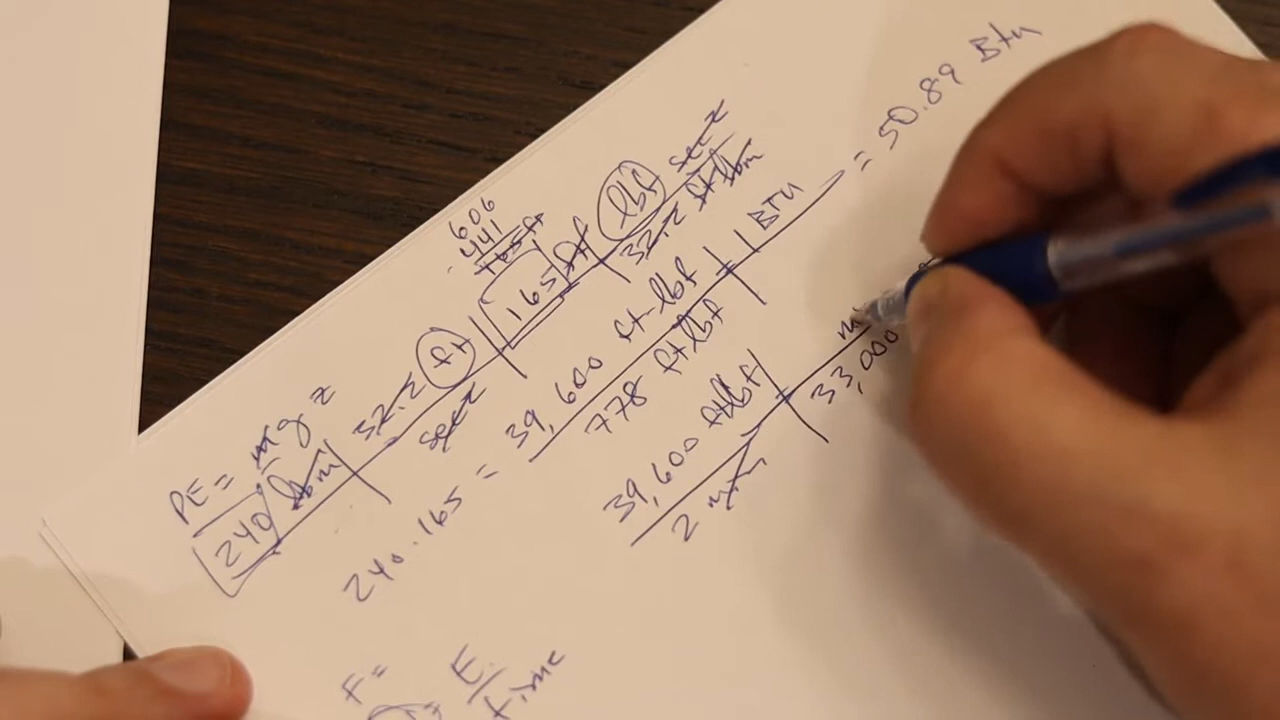 606
441
165 ft
PE = mgz
240 lbm | 32.2 ft | 165 ft | lbf sec²
sec² | 32.2 ft lbm
240.165 = 39,600 ft-lbf | 1 BTU = 50.89 Btu
778 ft lbf
39,600 ft lbf
2 min | 33,000
F =
= E
time